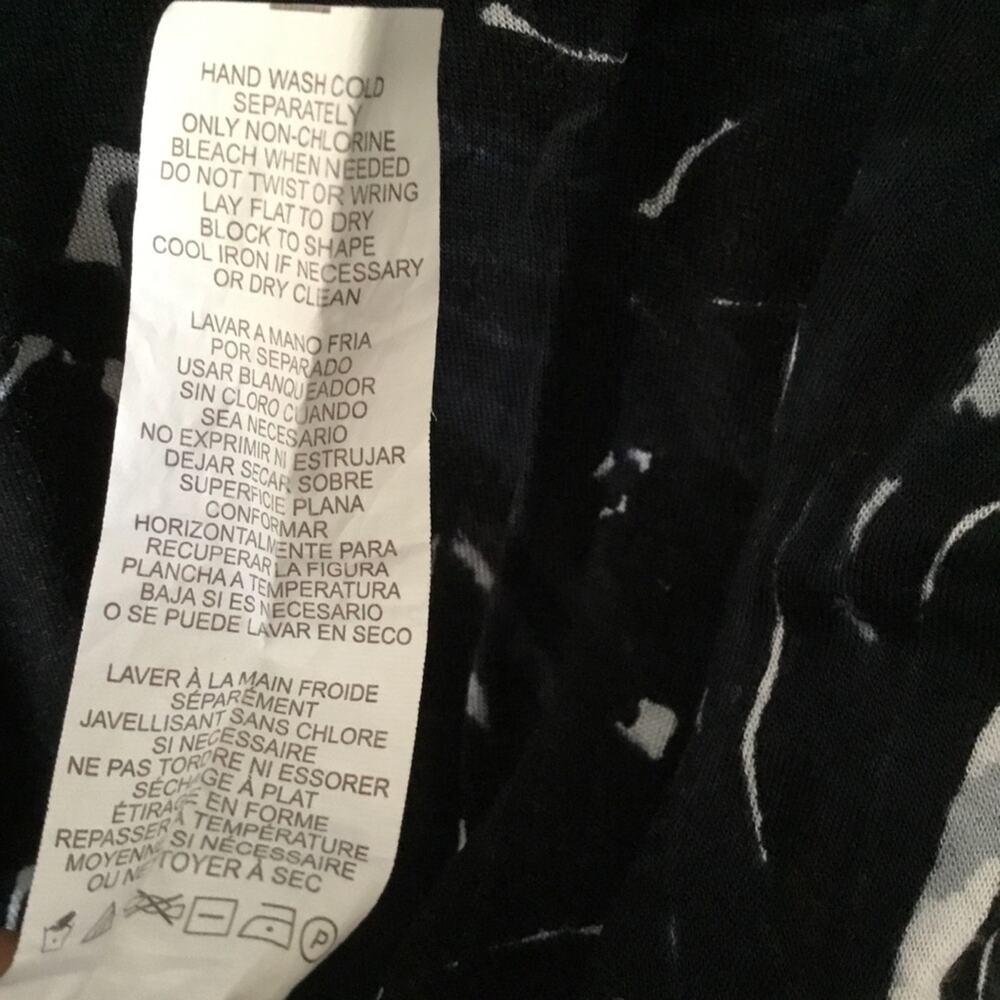 HAND WASH COLD
SEPARATELY
ONLY NON-CHLORINE
BLEACH WHEN NEEDED
DO NOT TWIST OR WRING
LAY FLAT TO DRY
BLOCK TO SHAPE
COOL IRON IF NECESSARY
OR DRY CLEAN
LAVAR A MANO FRIA
POR SEPARADO
USAR BLANQUEADOR
SIN CLORO CUANDO
SEA NECESARIO
NO EXPRIMIR NI ESTRUJAR
DEJAR SECAR SOBRE
SUPERFICIE PLANA
CONFORMAR
HORIZONTALMENTE PARA
RECUPERAR LA FIGURA
PLANCHA A TEMPERATURA
BAJA SI ES NECESARIO
O SE PUEDE LAVAR EN SECO
LAVER À LA MAIN FROIDE
SÉPARÉMENT
JAVELLISANT SANS CHLORE
SI NECESSAIRE
NE PAS TORDRE NI ESSORER
SÉCHAGE À PLAT
ÉTIRAGE EN FORME
REPASSER À TEMPÉRATURE
MOYENNE SI NÉCESSAIRE
OU NETTOYER À SEC
P